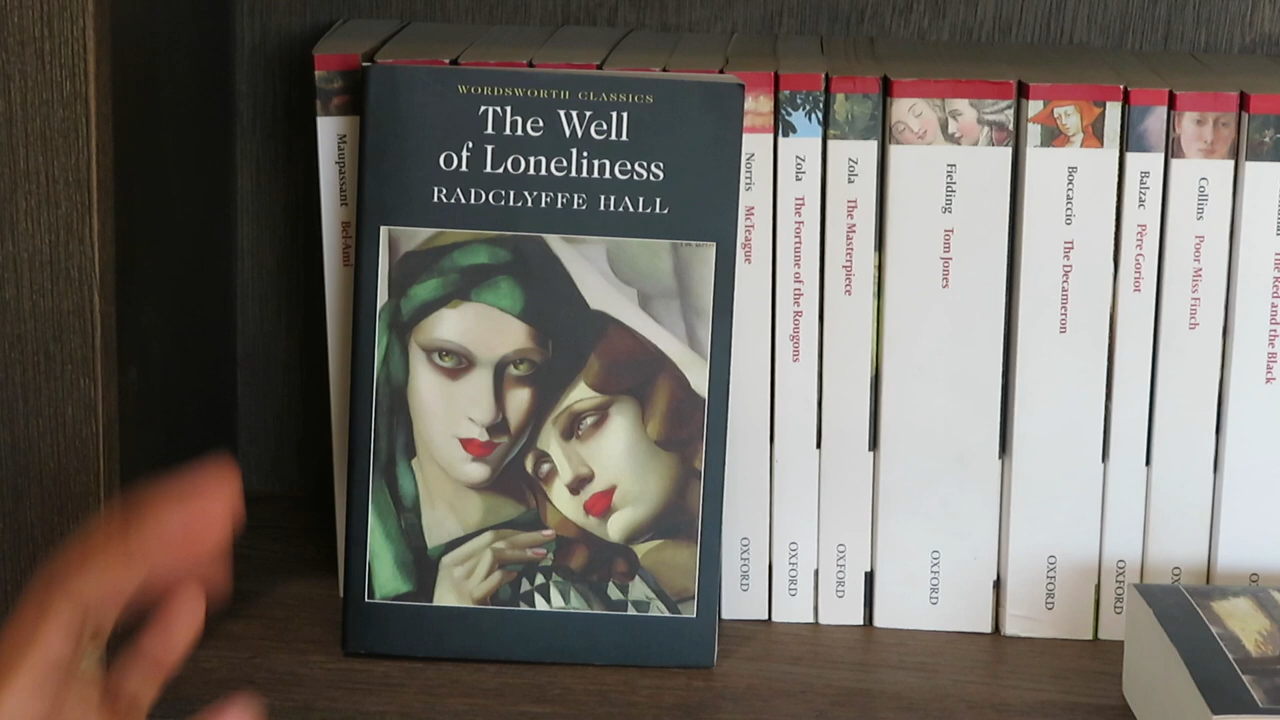 WORDSWORTH CLASSICS
The Well
of Loneliness
RADCLYFFE HALL
Maupassant Bel-Ami
Norris McTeague
OXFORD
Zola The Fortune of the Rougons
OXFORD
Zola The Masterpiece
OXFORD
Fielding Tom Jones
OXFORD
Boccaccio The Decameron
OXFORD
Balzac Père Goriot
OXFORD
Collins Poor Miss Finch
The Red and the Black